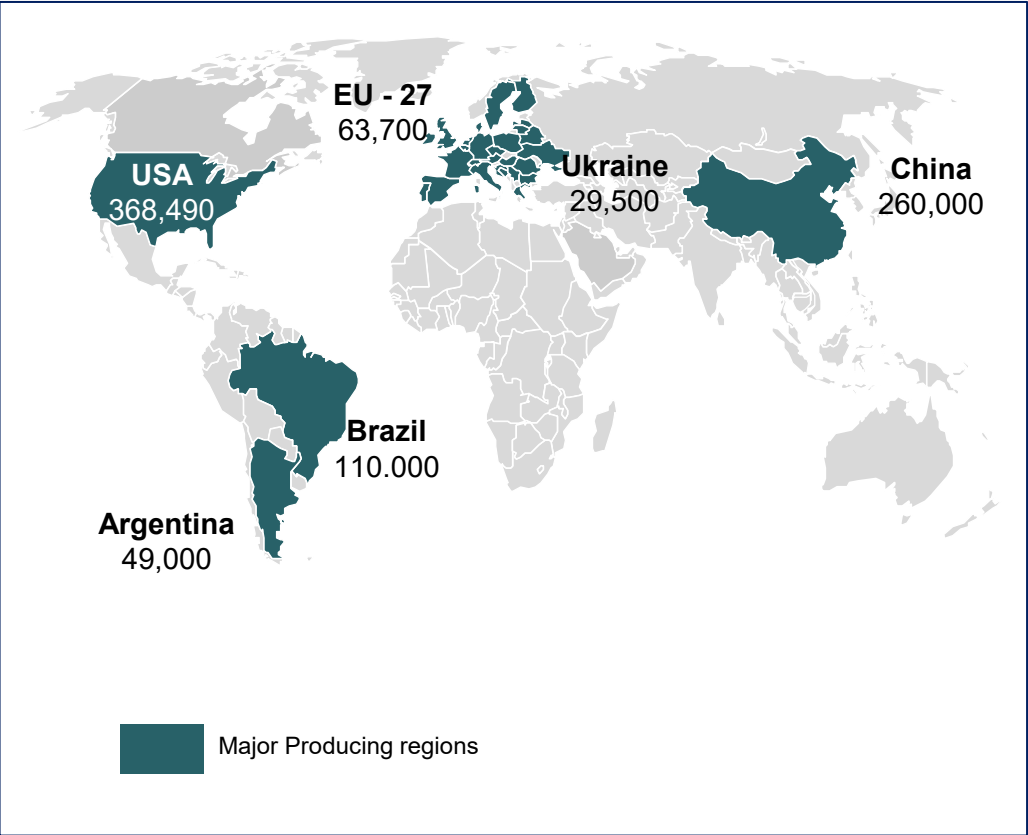 EU - 27
63,700
USA
368,490
Ukraine
29,500
China
260,000
Brazil
110.000
Argentina
49,000
Major Producing regions